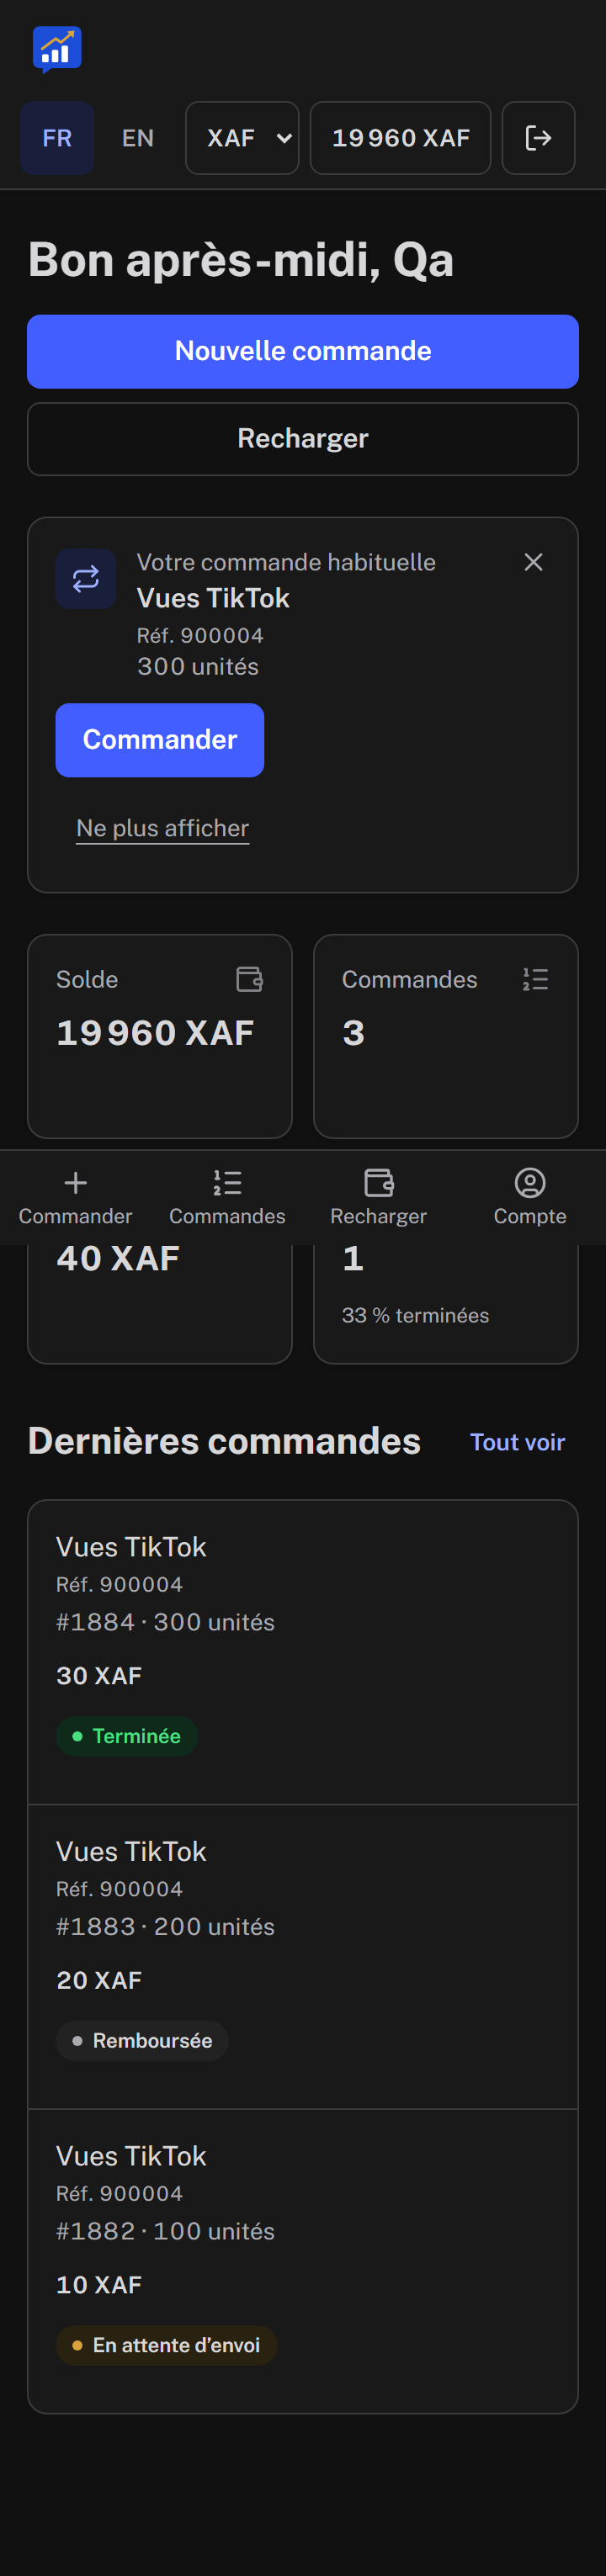 FR EN XAF 19 960 XAF
Bon après-midi, Qa
Nouvelle commande
Recharger
Votre commande habituelle
Vues TikTok
Réf. 900004
300 unités
Commander
Ne plus afficher
Solde
19 960 XAF
Commandes
3
Commander Commandes Recharger Compte
40 XAF
1
33 % terminées
Dernières commandes Tout voir
Vues TikTok
Réf. 900004
#1884 · 300 unités
30 XAF
Terminée
Vues TikTok
Réf. 900004
#1883 · 200 unités
20 XAF
Remboursée
Vues TikTok
Réf. 900004
#1882 · 100 unités
10 XAF
En attente d’envoi